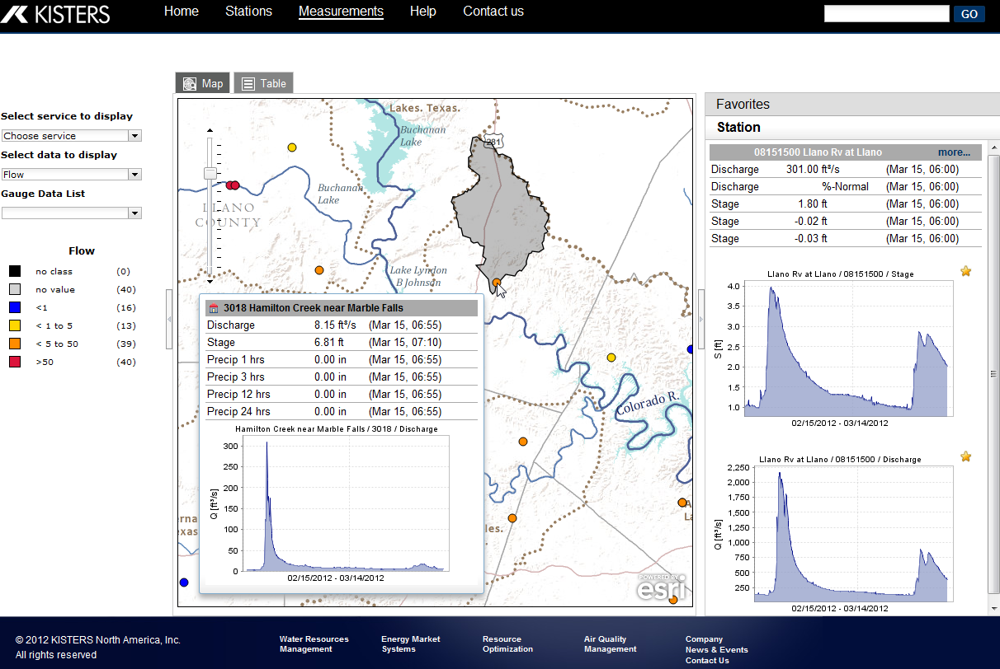 KISTERS
Home Stations Measurements Help Contact us
GO
Map Table
Select service to display
Choose service
Select data to display
Flow
Gauge Data List
Flow
no class (0)
no value (40)
<1 (16)
< 1 to 5 (13)
< 5 to 50 (39)
>50 (40)
Lakes. Texas.
Buchanan
Lake
281
Buchanan
Lake
LLANO
COUNTY
Lake Lyndon
B Johnson
Colorado R.
3018 Hamilton Creek near Marble Falls
Discharge 8.15 ft³/s (Mar 15, 06:55)
Stage 6.81 ft (Mar 15, 07:10)
Precip 1 hrs 0.00 in (Mar 15, 06:55)
Precip 3 hrs 0.00 in (Mar 15, 06:55)
Precip 12 hrs 0.00 in (Mar 15, 06:55)
Precip 24 hrs 0.00 in (Mar 15, 06:55)
Hamilton Creek near Marble Falls / 3018 / Discharge
Q [ft³/s]
300
250
200
150
100
50
0
02/15/2012 - 03/14/2012
POWERED BY
esri
Favorites
Station
08151500 Llano Rv at Llano more...
Discharge 301.00 ft³/s (Mar 15, 06:00)
Discharge %-Normal (Mar 15, 06:00)
Stage 1.80 ft (Mar 15, 06:00)
Stage -0.02 ft (Mar 15, 06:00)
Stage -0.03 ft (Mar 15, 06:00)
Llano Rv at Llano / 08151500 / Stage
S [ft]
4.0
3.5
3.0
2.5
2.0
1.5
1.0
02/15/2012 - 03/14/2012
Llano Rv at Llano / 08151500 / Discharge
Q [ft³/s]
2,250
2,000
1,750
1,500
1,250
1,000
750
500
250
02/15/2012 - 03/14/2012
© 2012 KISTERS North America, Inc.
All rights reserved
Water Resources
Management
Energy Market
Systems
Resource
Optimization
Air Quality
Management
Company
News & Events
Contact Us